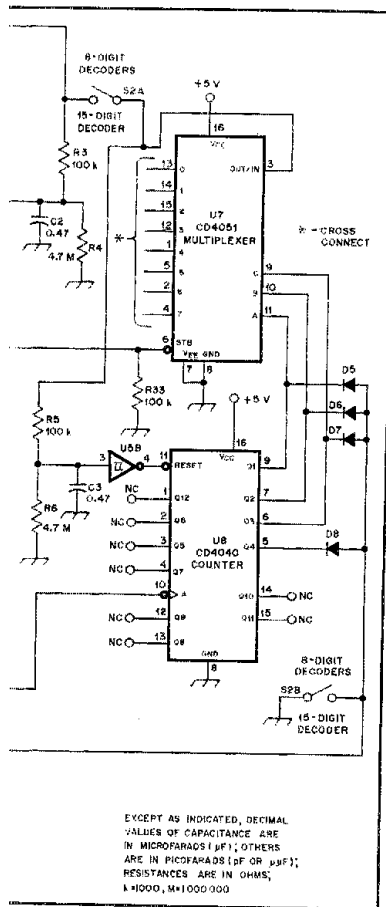 8-DIGIT
DECODERS
S2A
15-DIGIT
DECODER
+5V
16
VCC
R3
100 k
OUT/IN
3
13
0
14
1
15
2
12
3
1
4
5
5
2
6
4
7
U7
CD4051
MULTIPLEXER
* - CROSS
CONNECT
*
C2
0.47
R4
4.7 M
C
9
B
10
A
11
6
STB
VEE GND
7
8
R33
100 k
D5
D6
D7
D8
R5
100 k
+5V
16
VCC
U5B
3
4
11
RESET
Q1
9
C3
0.47
R6
4.7 M
NC
1
Q12
Q2
7
NC
2
Q6
U8
CD4040
COUNTER
Q3
6
NC
3
Q5
Q4
5
NC
4
Q7
10
A
Q10
14
NC
NC
12
Q9
Q11
15
NC
NC
13
Q8
GND
8
8-DIGIT
DECODERS
S2B
15-DIGIT
DECODER
EXCEPT AS INDICATED, DECIMAL
VALUES OF CAPACITANCE ARE
IN MICROFARADS (µF); OTHERS
ARE IN PICOFARADS (pF OR µµF);
RESISTANCES ARE IN OHMS;
k=1000, M=1000000